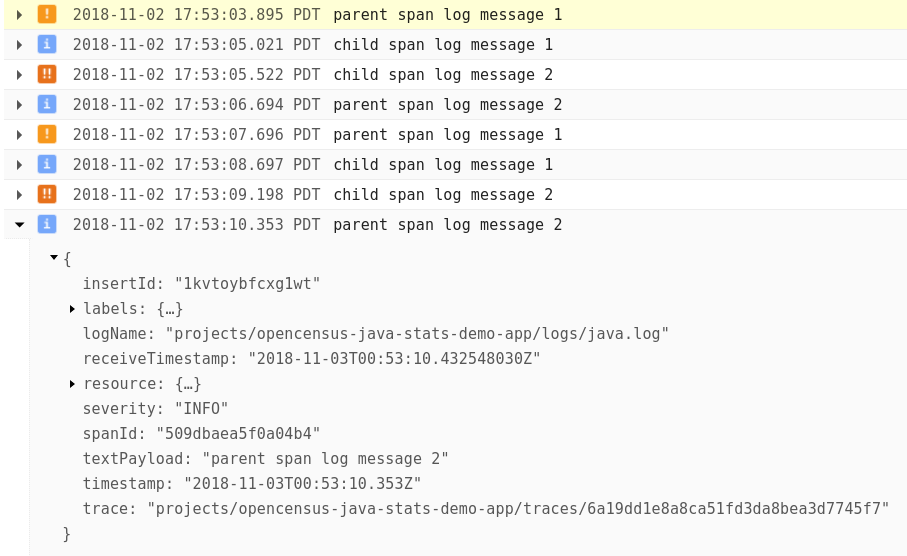 ! 2018-11-02 17:53:03.895 PDT parent span log message 1
i 2018-11-02 17:53:05.021 PDT child span log message 1
!! 2018-11-02 17:53:05.522 PDT child span log message 2
i 2018-11-02 17:53:06.694 PDT parent span log message 2
! 2018-11-02 17:53:07.696 PDT parent span log message 1
i 2018-11-02 17:53:08.697 PDT child span log message 1
!! 2018-11-02 17:53:09.198 PDT child span log message 2
i 2018-11-02 17:53:10.353 PDT parent span log message 2
{
insertId: "1kvtoybfcxg1wt"
labels: {…}
logName: "projects/opencensus-java-stats-demo-app/logs/java.log"
receiveTimestamp: "2018-11-03T00:53:10.432548030Z"
resource: {…}
severity: "INFO"
spanId: "509dbaea5f0a04b4"
textPayload: "parent span log message 2"
timestamp: "2018-11-03T00:53:10.353Z"
trace: "projects/opencensus-java-stats-demo-app/traces/6a19dd1e8a8ca51fd3da8bea3d7745f7"
}